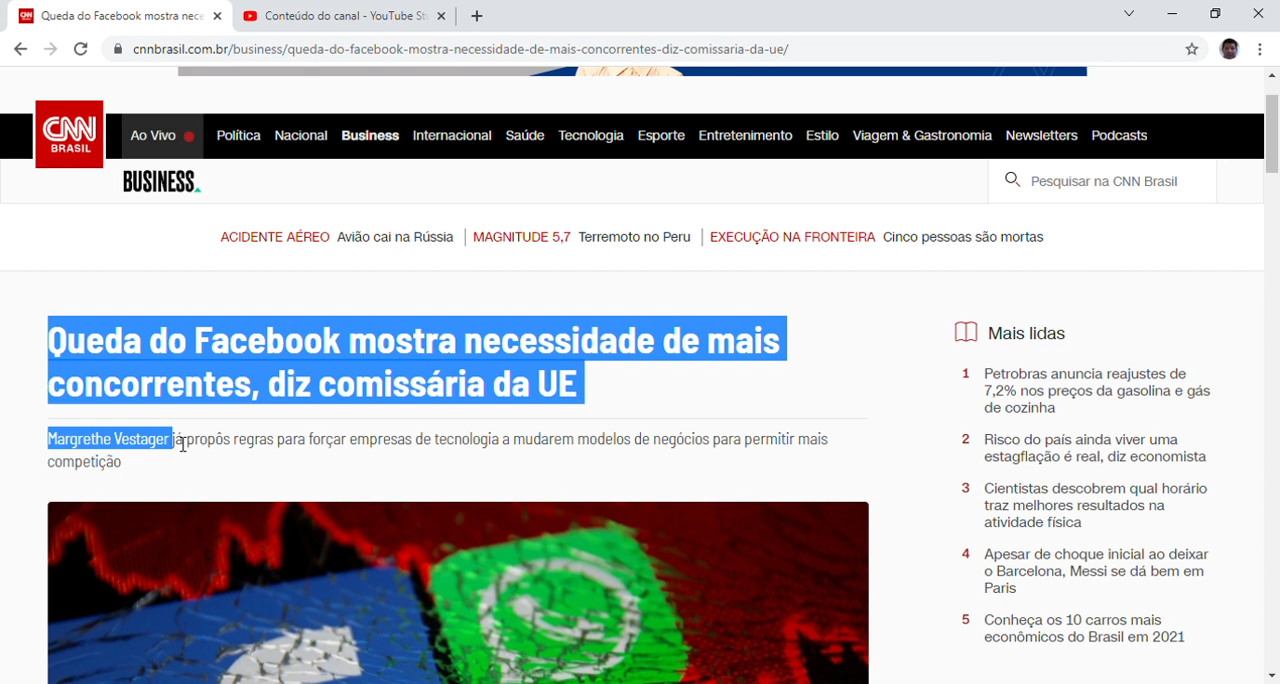 Queda do Facebook mostra nece
Conteúdo do canal - YouTube St
cnnbrasil.com.br/business/queda-do-facebook-mostra-necessidade-de-mais-concorrentes-diz-comissaria-da-ue/
CNN BRASIL
Ao Vivo Política Nacional Business Internacional Saúde Tecnologia Esporte Entretenimento Estilo Viagem & Gastronomia Newsletters Podcasts
BUSINESS
Pesquisar na CNN Brasil
ACIDENTE AÉREO Avião cai na Rússia MAGNITUDE 5,7 Terremoto no Peru EXECUÇÃO NA FRONTEIRA Cinco pessoas são mortas
Queda do Facebook mostra necessidade de mais
concorrentes, diz comissária da UE
Margrethe Vestager já propôs regras para forçar empresas de tecnologia a mudarem modelos de negócios para permitir mais
competição
Mais lidas
1 Petrobras anuncia reajustes de
7,2% nos preços da gasolina e gás
de cozinha
2 Risco do país ainda viver uma
estagflação é real, diz economista
3 Cientistas descobrem qual horário
traz melhores resultados na
atividade física
4 Apesar de choque inicial ao deixar
o Barcelona, Messi se dá bem em
Paris
5 Conheça os 10 carros mais
econômicos do Brasil em 2021